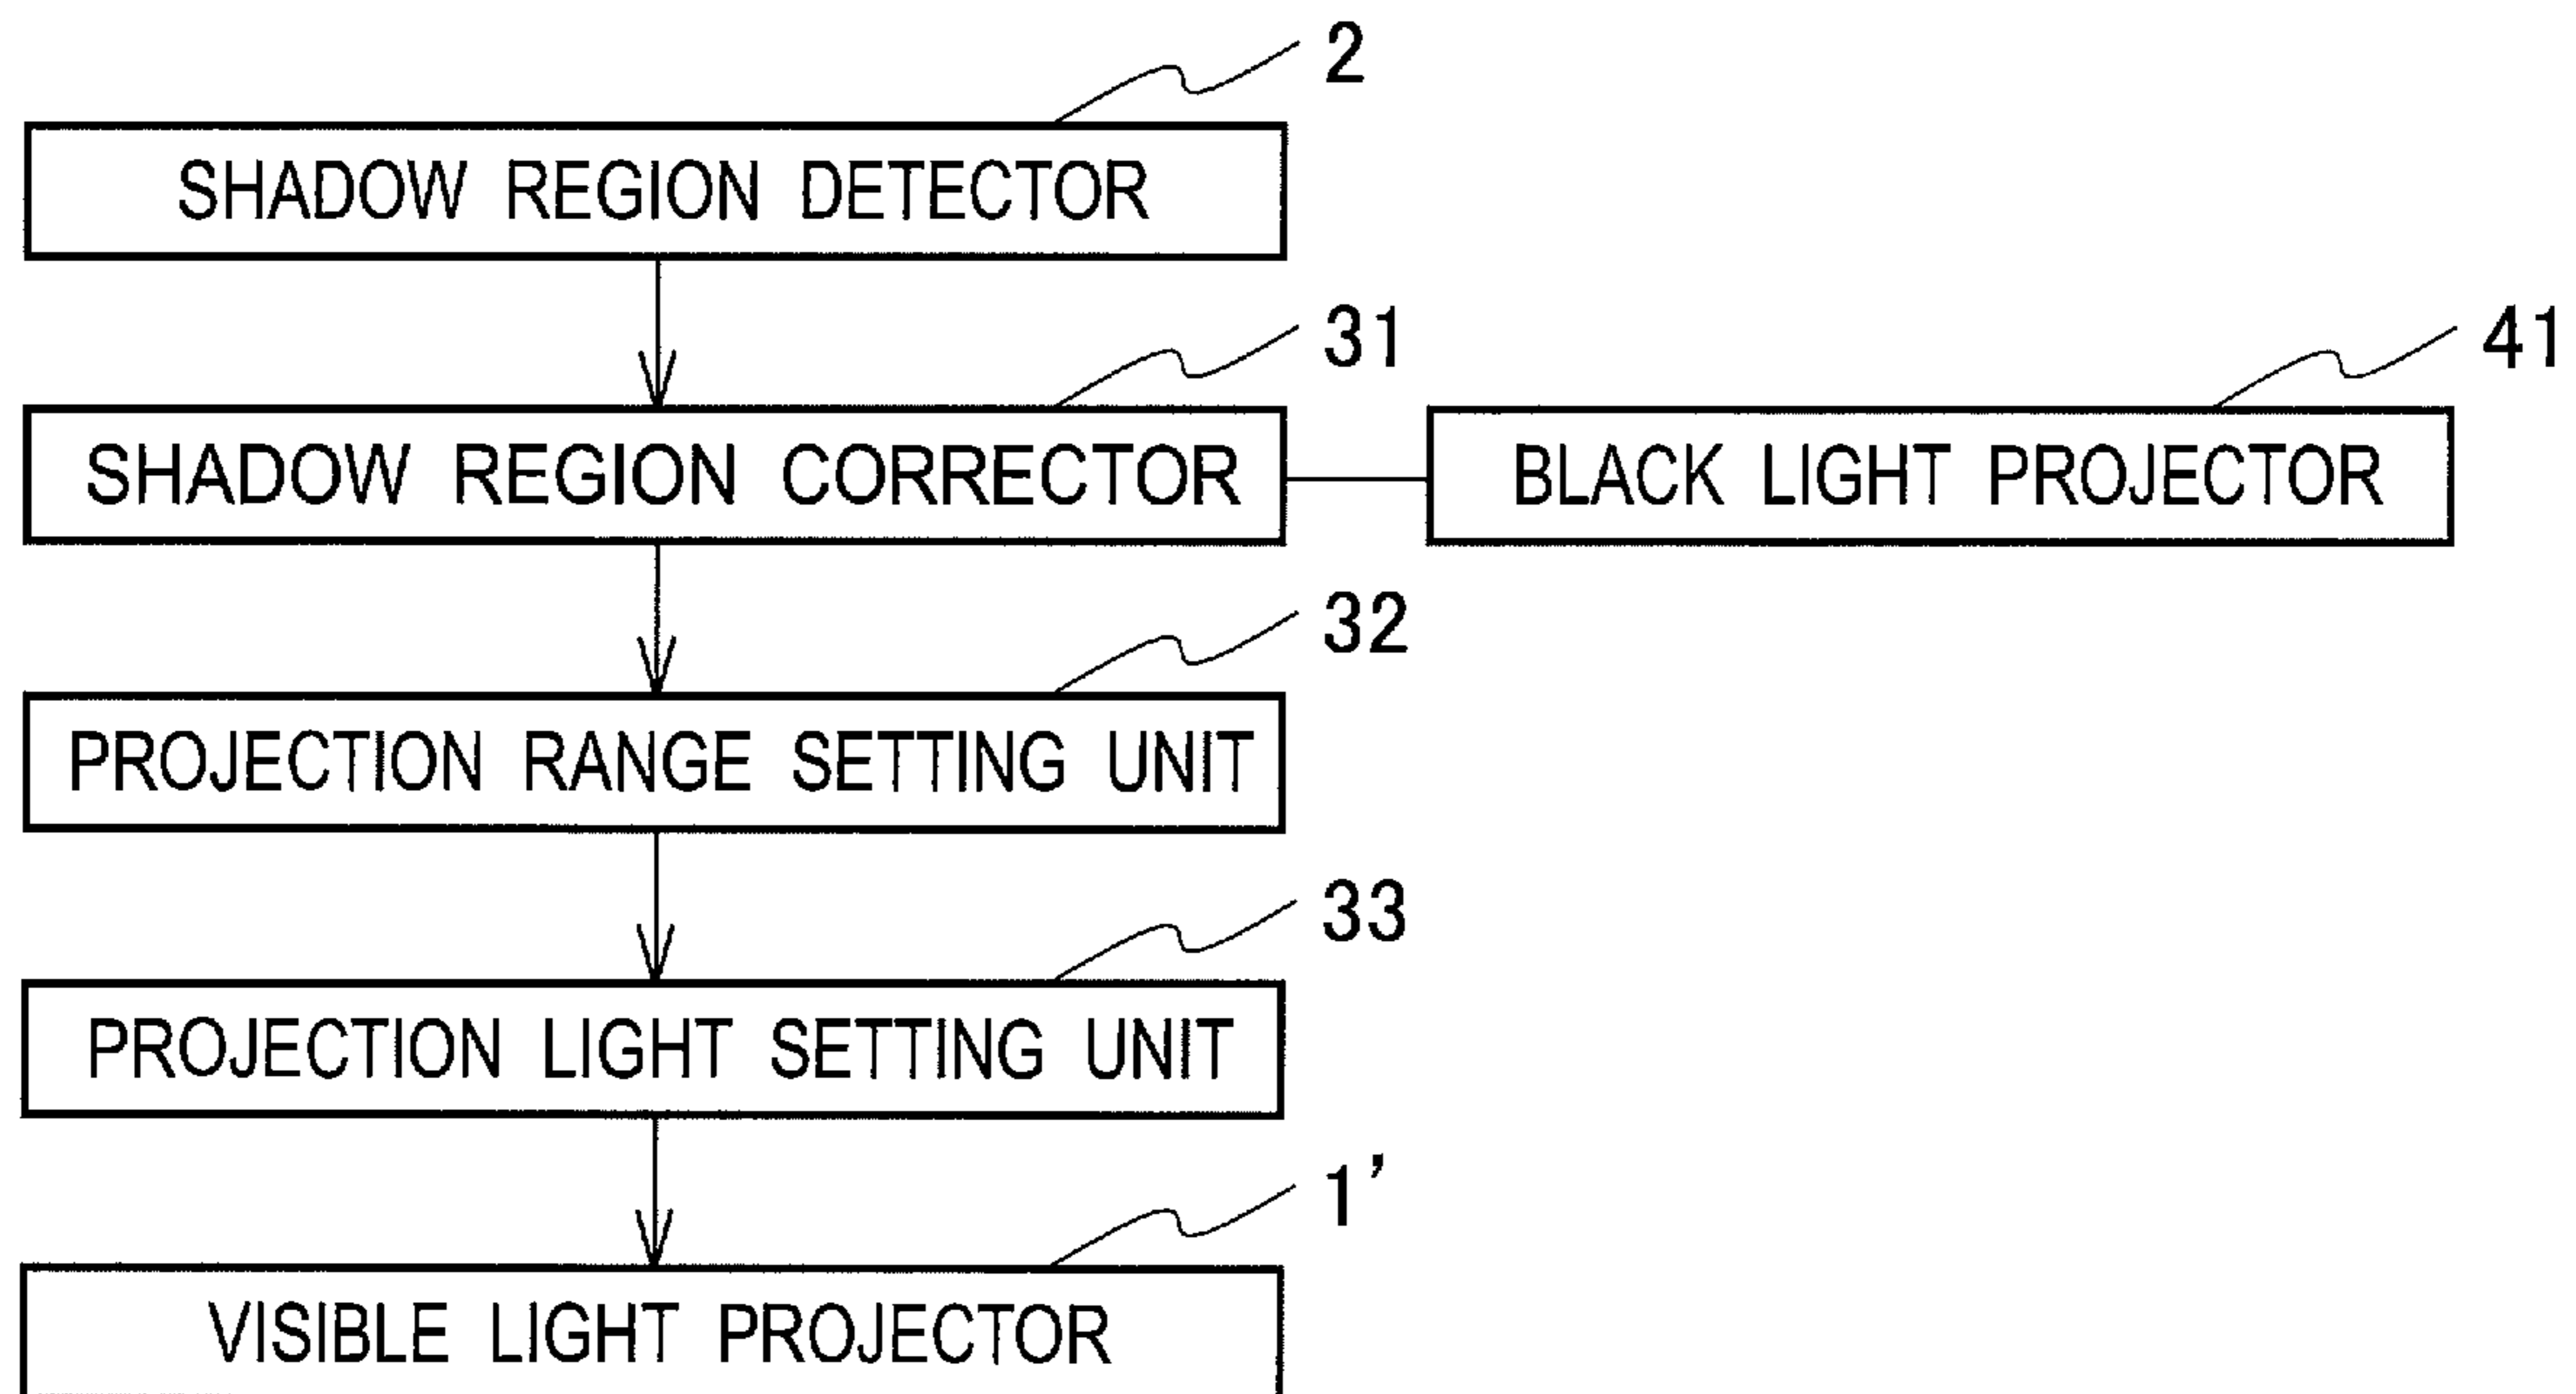 2
SHADOW REGION DETECTOR
31
41
SHADOW REGION CORRECTOR
BLACK LIGHT PROJECTOR
32
PROJECTION RANGE SETTING UNIT
33
PROJECTION LIGHT SETTING UNIT
1'
VISIBLE LIGHT PROJECTOR